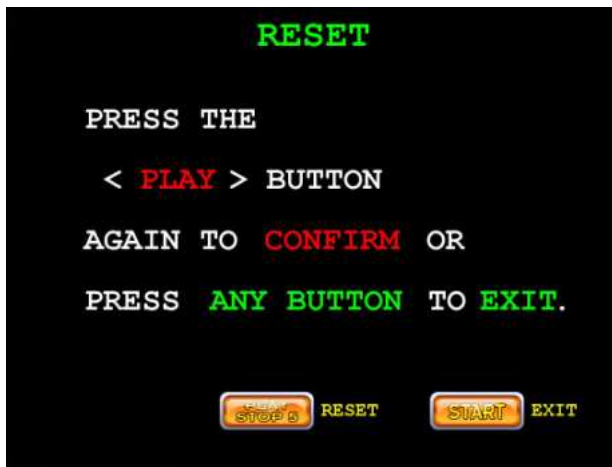 RESET
PRESS THE
< PLAY > BUTTON
AGAIN TO CONFIRM OR
PRESS ANY BUTTON TO EXIT.
STOP 5 RESET START EXIT